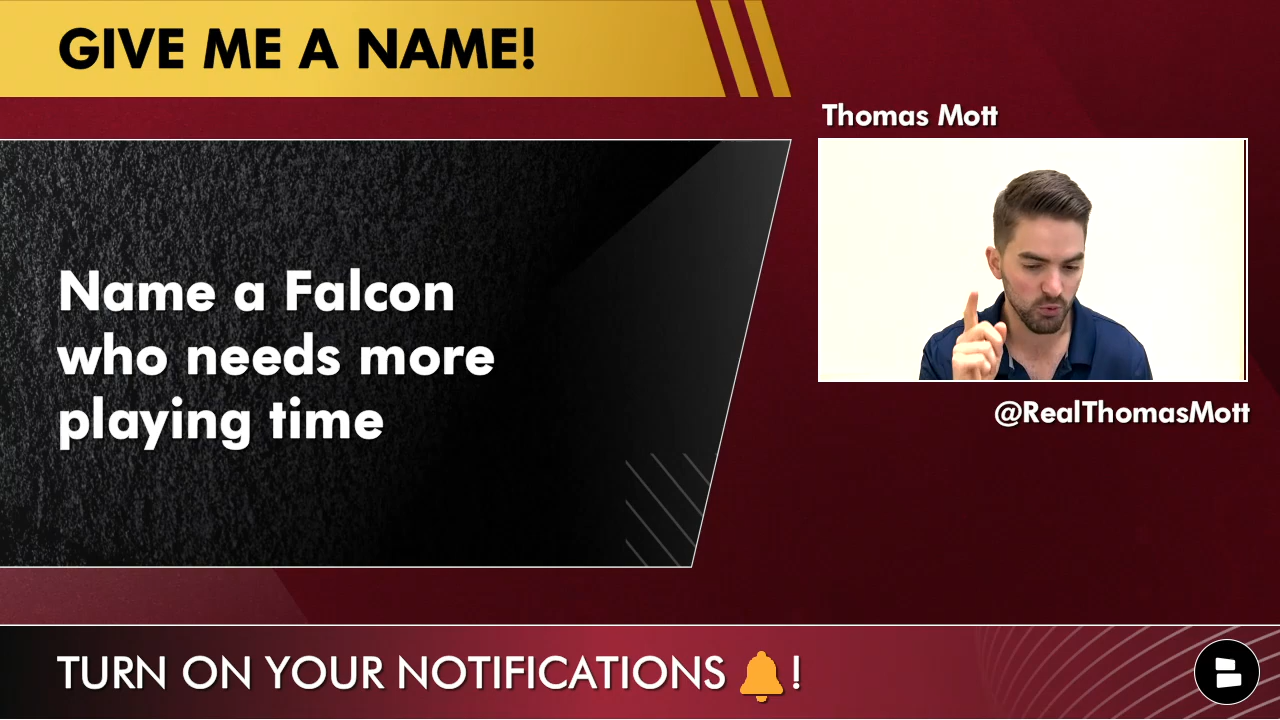 GIVE ME A NAME!
Thomas Mott
Name a Falcon
who needs more
playing time
@RealThomasMott
TURN ON YOUR NOTIFICATIONS 🔔!